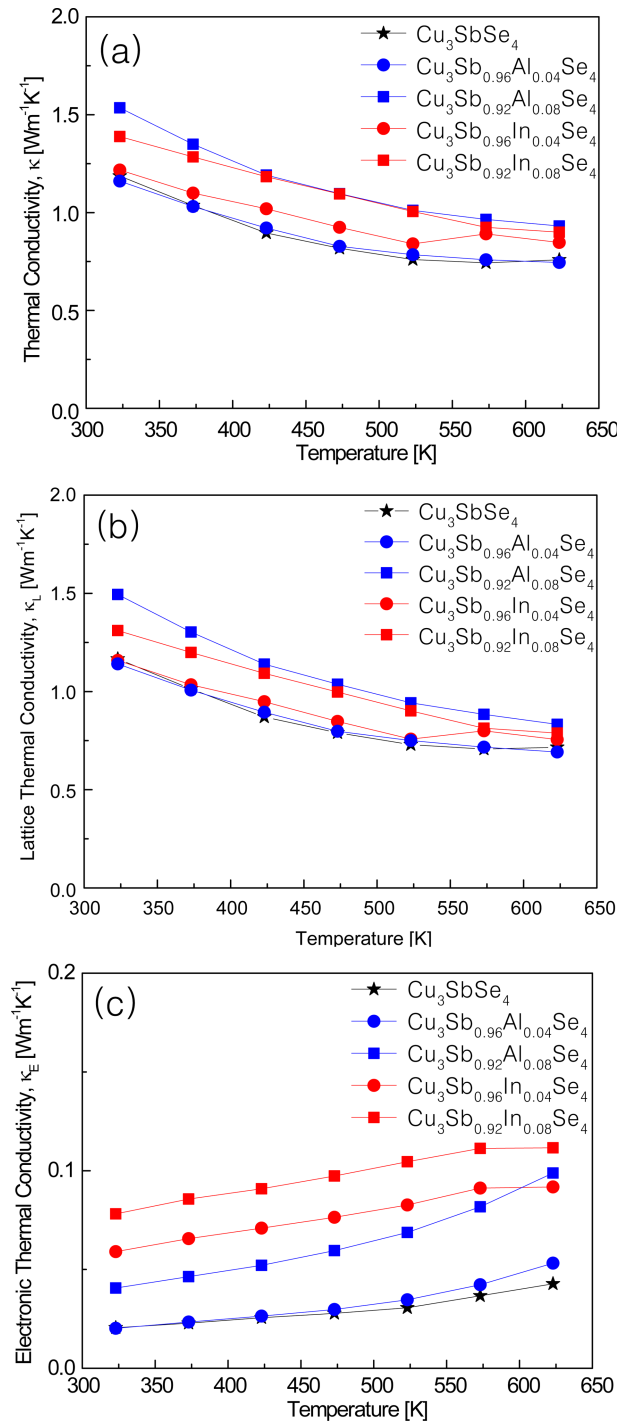 (a)
Cu₃SbSe₄
Cu₃Sb₀.₉₆Al₀.₀₄Se₄
Cu₃Sb₀.₉₂Al₀.₀₈Se₄
Cu₃Sb₀.₉₆In₀.₀₄Se₄
Cu₃Sb₀.₉₂In₀.₀₈Se₄
Thermal Conductivity, κ [Wm⁻¹K⁻¹]
2.0
1.5
1.0
0.5
0.0
300 350 400 450 500 550 600 650
Temperature [K]
(b)
Cu₃SbSe₄
Cu₃Sb₀.₉₆Al₀.₀₄Se₄
Cu₃Sb₀.₉₂Al₀.₀₈Se₄
Cu₃Sb₀.₉₆In₀.₀₄Se₄
Cu₃Sb₀.₉₂In₀.₀₈Se₄
Lattice Thermal Conductivity, κL [Wm⁻¹K⁻¹]
2.0
1.5
1.0
0.5
0.0
300 350 400 450 500 550 600 650
Temperature [K]
(c)
Cu₃SbSe₄
Cu₃Sb₀.₉₆Al₀.₀₄Se₄
Cu₃Sb₀.₉₂Al₀.₀₈Se₄
Cu₃Sb₀.₉₆In₀.₀₄Se₄
Cu₃Sb₀.₉₂In₀.₀₈Se₄
Electronic Thermal Conductivity, κE [Wm⁻¹K⁻¹]
0.2
0.1
0.0
300 350 400 450 500 550 600 650
Temperature [K]